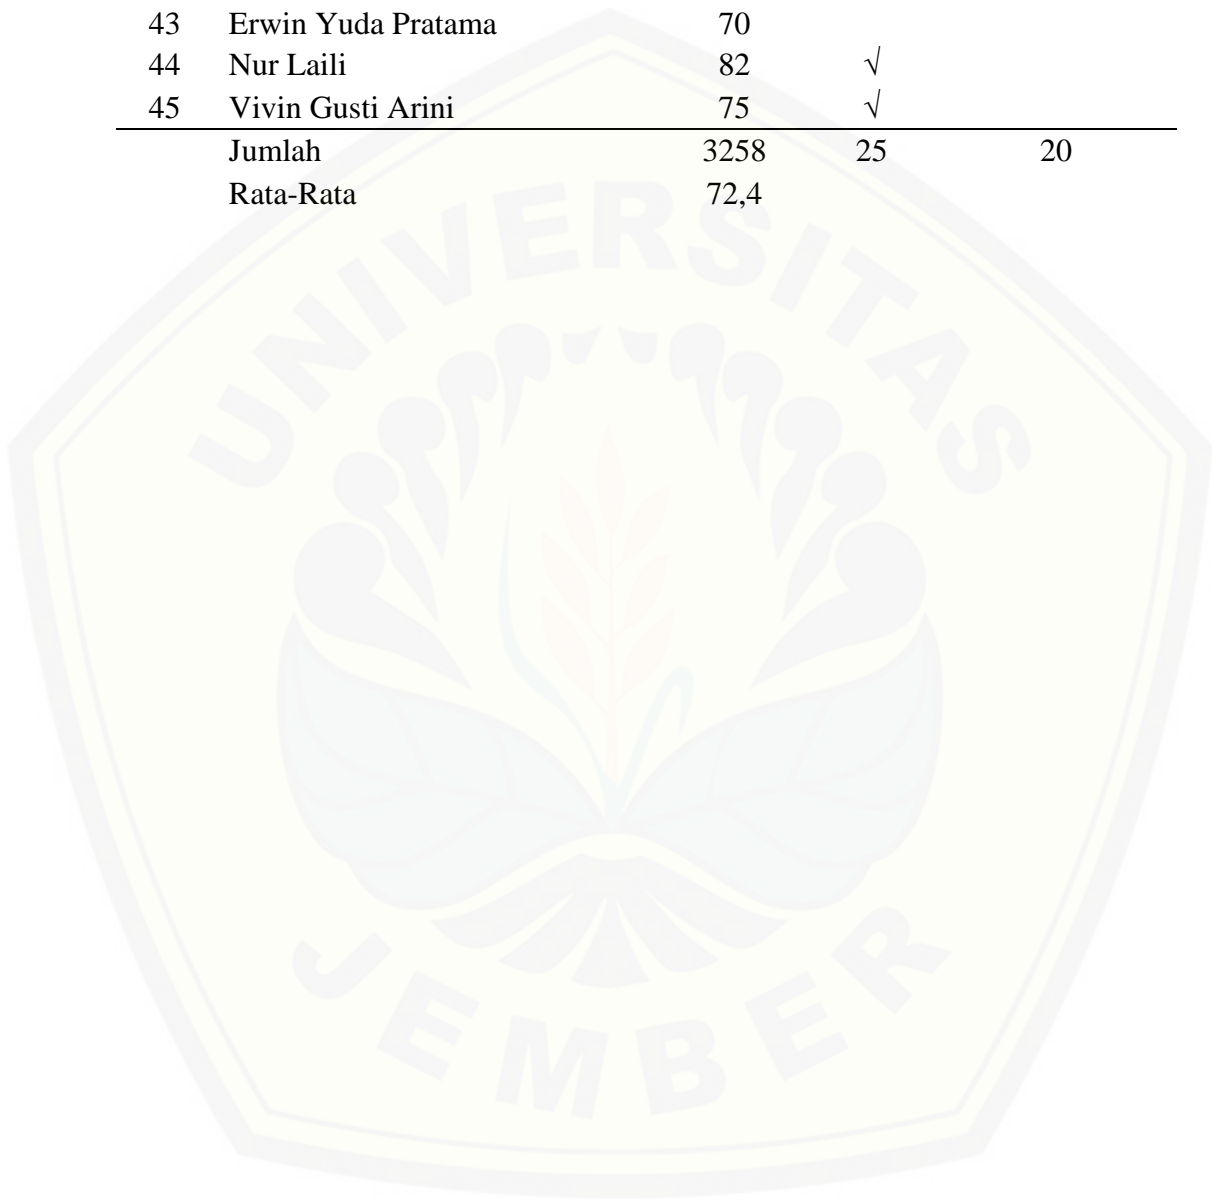 43 Erwin Yuda Pratama 70
44 Nur Laili 82 √
45 Vivin Gusti Arini 75 √
Jumlah 3258 25 20
Rata-Rata 72,4
UNIVERSITAS
JEMBER